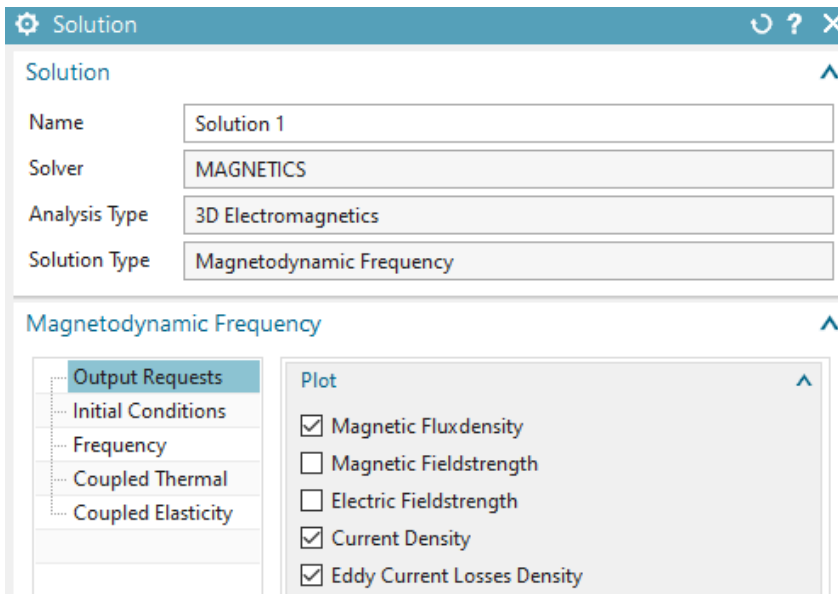 Solution
Solution
Name Solution 1
Solver MAGNETICS
Analysis Type 3D Electromagnetics
Solution Type Magnetodynamic Frequency
Magnetodynamic Frequency
Output Requests
Initial Conditions
Frequency
Coupled Thermal
Coupled Elasticity
Plot
Magnetic Fluxdensity
Magnetic Fieldstrength
Electric Fieldstrength
Current Density
Eddy Current Losses Density